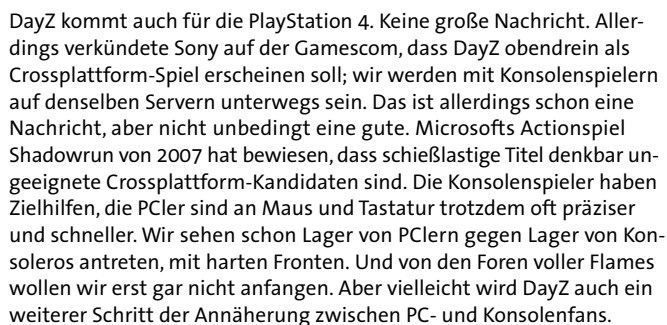 DayZ kommt auch für die PlayStation 4. Keine große Nachricht. Aller-
dings verkündete Sony auf der Gamescom, dass DayZ obendrein als
Crossplattform-Spiel erscheinen soll; wir werden mit Konsolenspielern
auf denselben Servern unterwegs sein. Das ist allerdings schon eine
Nachricht, aber nicht unbedingt eine gute. Microsofts Actionspiel
Shadowrun von 2007 hat bewiesen, dass schießlastige Titel denkbar un-
geeignete Crossplattform-Kandidaten sind. Die Konsolenspieler haben
Zielhilfen, die PCler sind an Maus und Tastatur trotzdem oft präziser
und schneller. Wir sehen schon Lager von PClern gegen Lager von Kon-
soleros antreten, mit harten Fronten. Und von den Foren voller Flames
wollen wir erst gar nicht anfangen. Aber vielleicht wird DayZ auch ein
weiterer Schritt der Annäherung zwischen PC- und Konsolenfans.